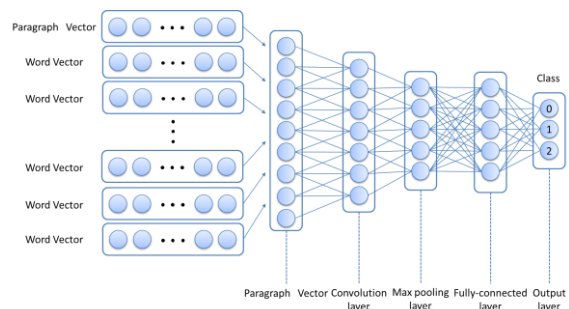 Paragraph Vector
Word Vector
Word Vector
Word Vector
Word Vector
Word Vector
Class
0
1
2
Paragraph Vector
Convolution layer
Max pooling layer
Fully-connected layer
Output layer